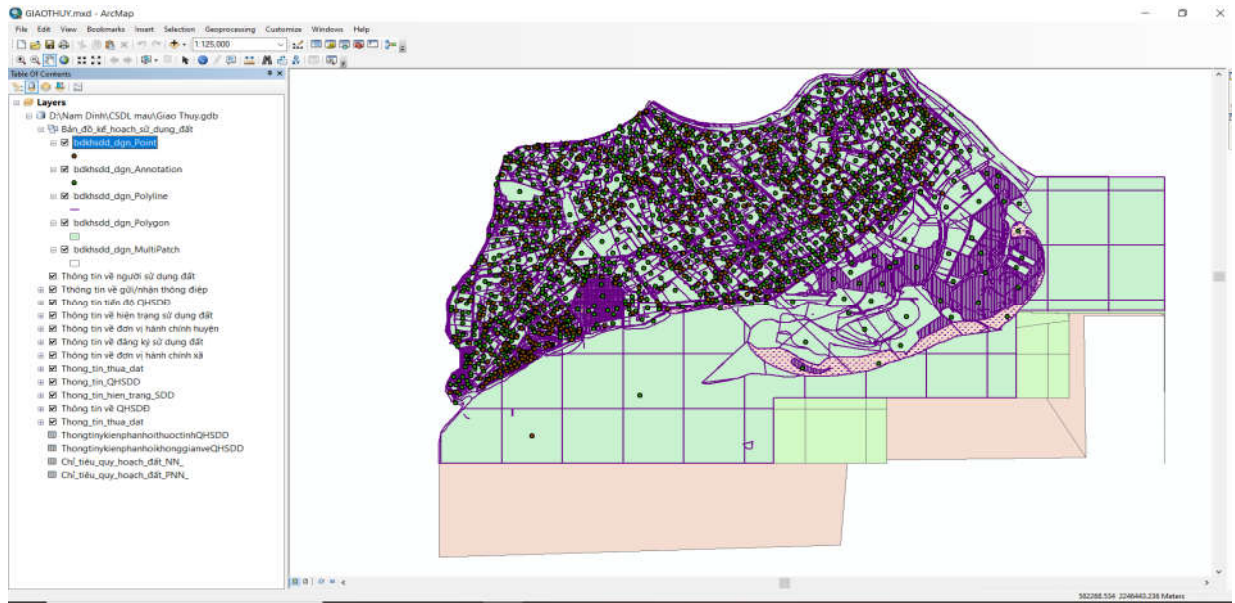 GIAOTHUY.mxd - ArcMap
File Edit View Bookmarks Insert Selection Geoprocessing Customize Windows Help
1:125,000
Table Of Contents
Layers
D:\Nam Dinh\CSDL mau\Giao Thuy.gdb
Bản_đồ_kế_hoạch_sử_dụng_đất
bdkhsdd_dgn_Point
bdkhsdd_dgn_Annotation
bdkhsdd_dgn_Polyline
bdkhsdd_dgn_Polygon
bdkhsdd_dgn_MultiPatch
Thông tin về người sử dụng đất
Tthông tin về gửi/nhận thông điệp
Thông tin tiến độ QHSDĐ
Thông tin về hiện trạng sử dụng đất
Thông tin về đơn vị hành chính huyện
Thông tin về đăng ký sử dụng đất
Thông tin về đơn vị hành chính xã
Thong_tin_thua_dat
Thong_tin_QHSDD
Thong_tin_hien_trang_SDD
Thông tin về QHSDĐ
Thong_tin_thua_dat
ThongtinykienphanhoithuoctinhQHSDD
ThongtinykienphanhoikhonggianveQHSDD
Chỉ_tiêu_quy_hoạch_đất_NN_
Chỉ_tiêu_quy_hoạch_đất_PNN_
582288.534 2246443.236 Meters